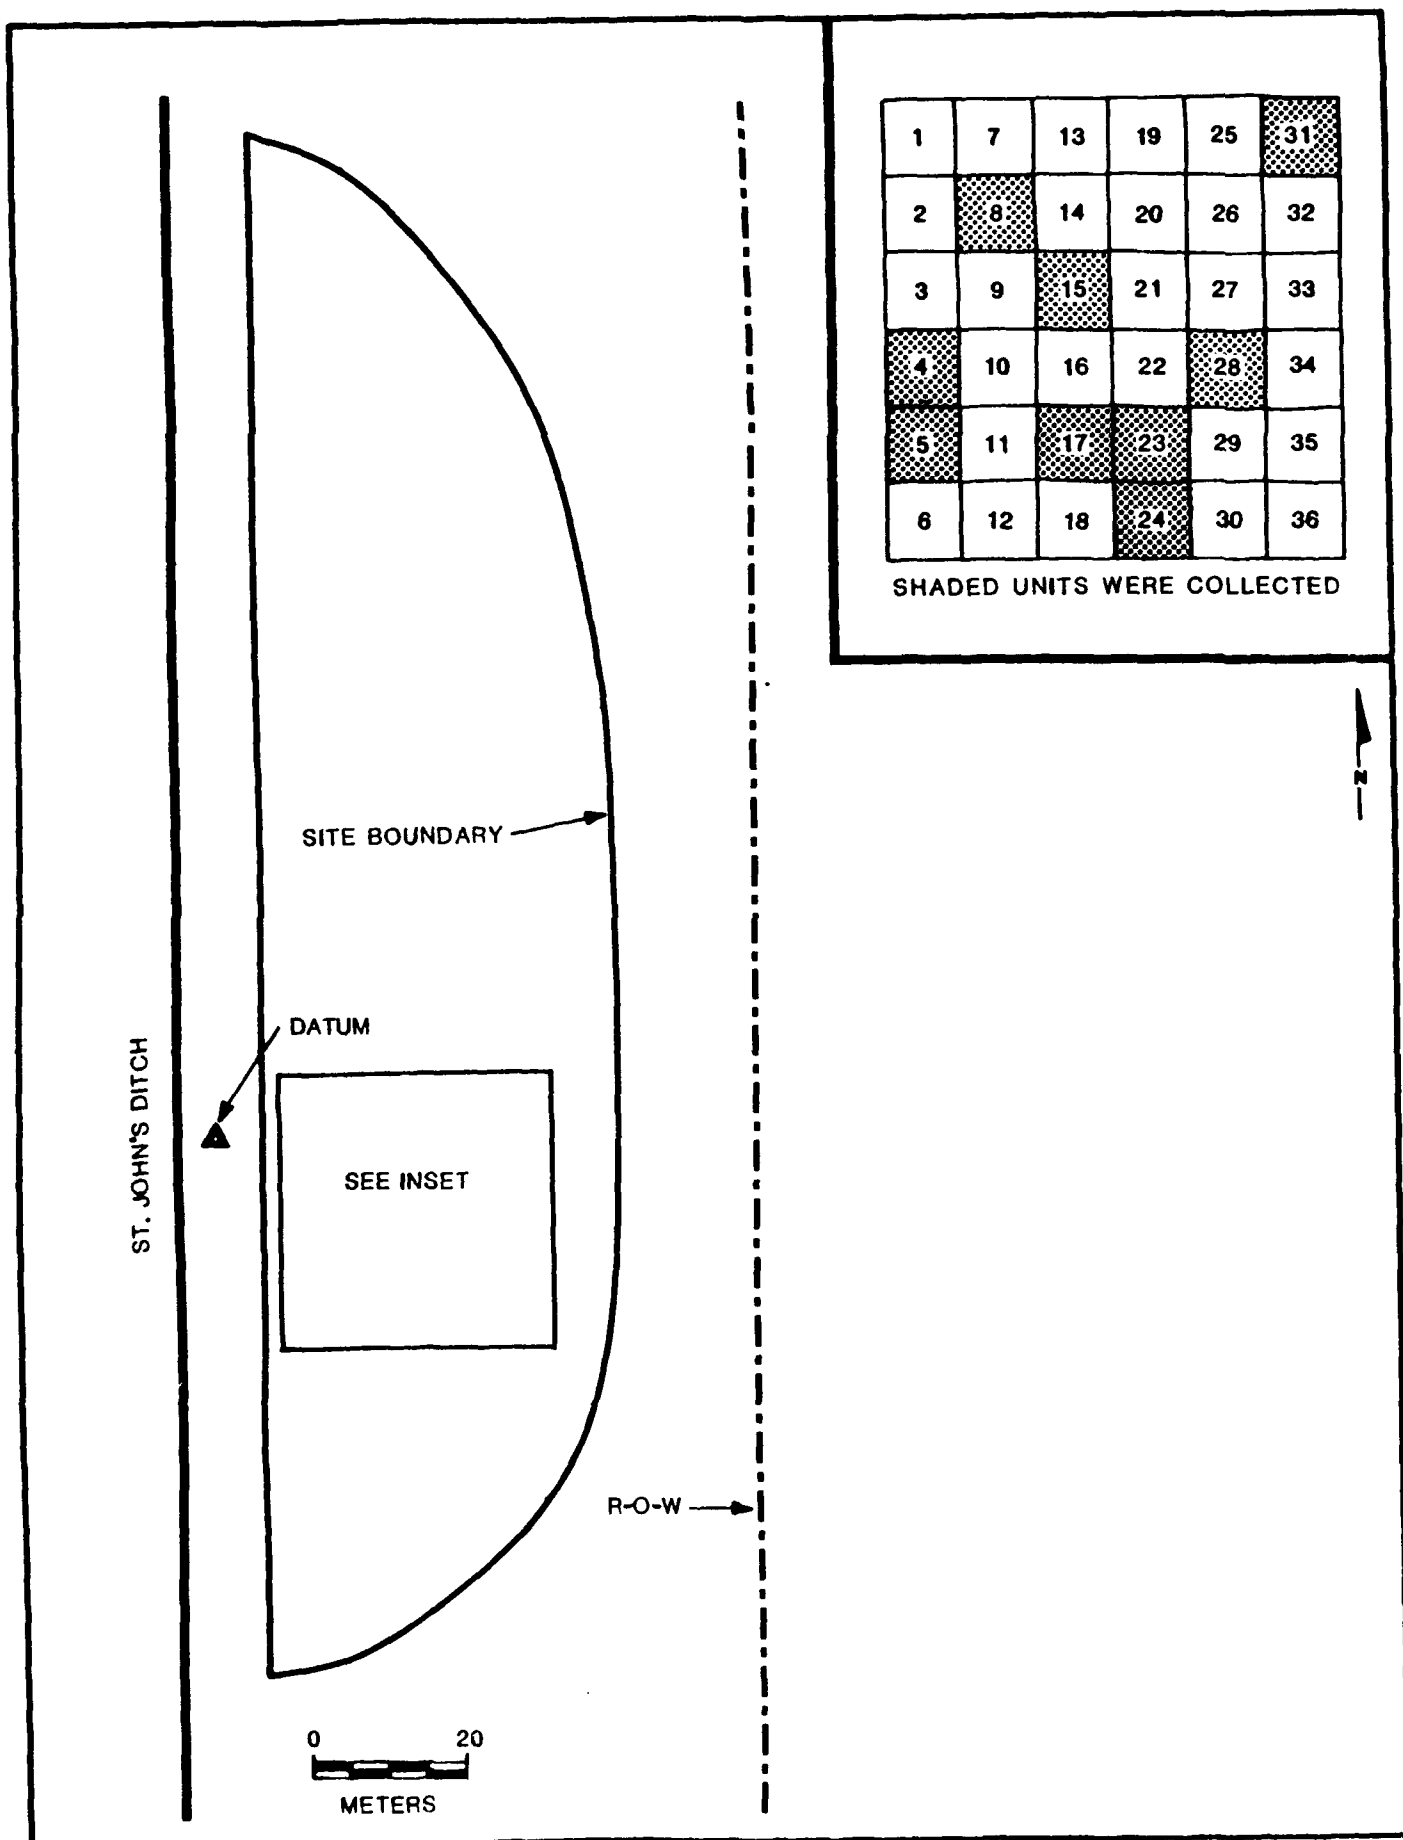 1 7 13 19 25 31
2 8 14 20 26 32
3 9 15 21 27 33
4 10 16 22 28 34
5 11 17 23 29 35
6 12 18 24 30 36
SHADED UNITS WERE COLLECTED
N
SITE BOUNDARY
DATUM
ST. JOHN'S DITCH
SEE INSET
R-O-W
0 20
METERS